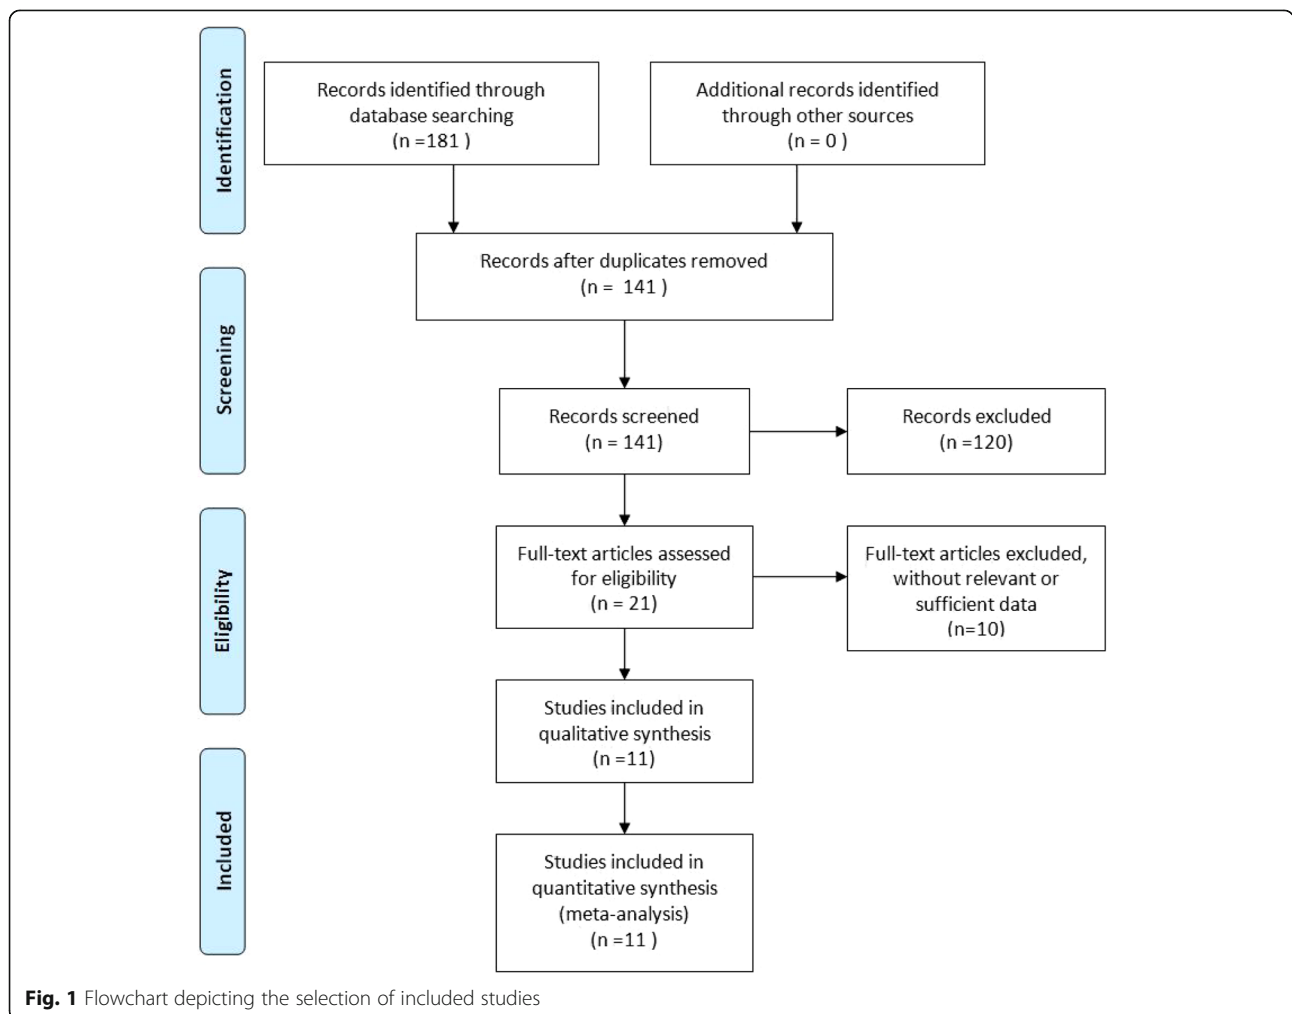 Identification
Records identified through
database searching
(n =181 )
Additional records identified
through other sources
(n = 0 )
Records after duplicates removed
(n =  141 )
Screening
Records screened
(n = 141)
Records excluded
(n =120)
Eligibility
Full-text articles assessed
for eligibility
(n = 21)
Full-text articles excluded,
without relevant or
sufficient data
(n=10)
Studies included in
qualitative synthesis
(n =11)
Included
Studies included in
quantitative synthesis
(meta-analysis)
(n =11 )
Fig. 1 Flowchart depicting the selection of included studies